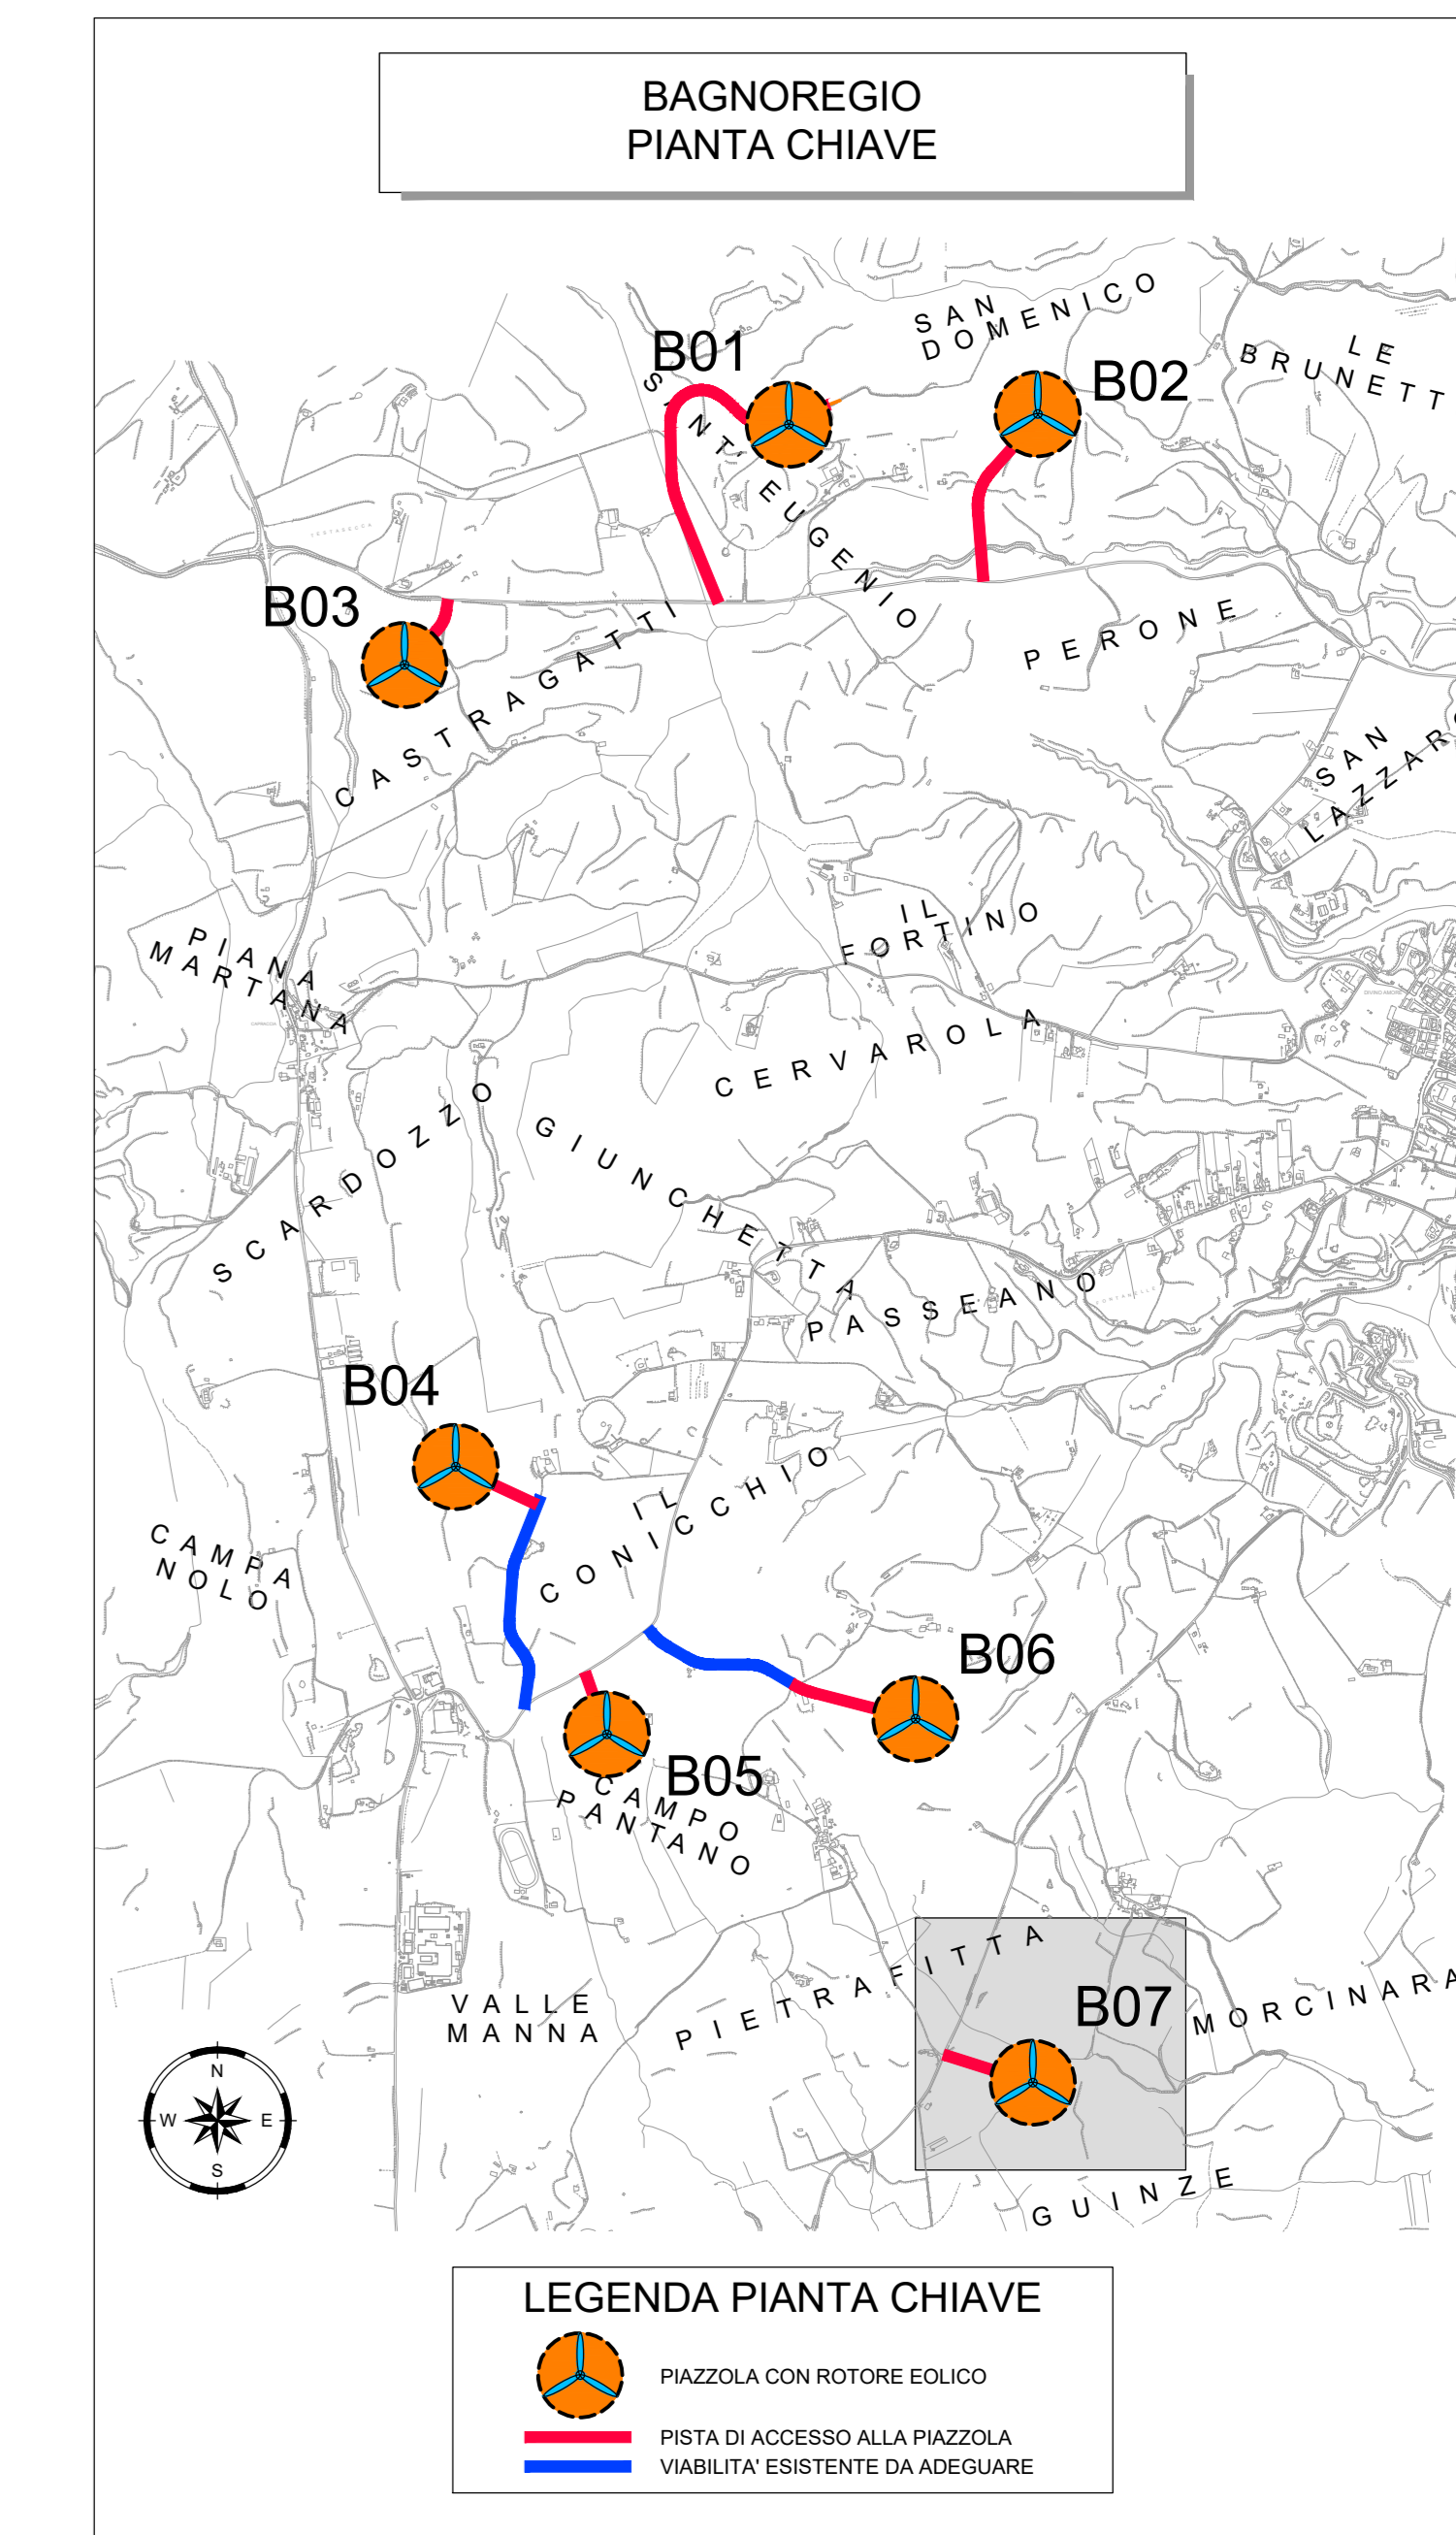 BAGNOREGIO
PIANTA CHIAVE
SAN
DOMENICO
LE
BRUNETT
B01
B02
SANT' EUGENIO
B03
CASTRAGATTI
PERONE
SAN
LAZZARO
PIANA
MARTANA
IL
FORTINO
CERVAROLA
SCARDOZZO
GIUNCHETTA
PASSEANO
B04
IL
CONICCHIO
CAMPA
NOLO
B06
B05
CAMPO
PANTANO
PIETRAFITTA
B07
MORCINARA
VALLE
MANNA
GUINZE
N
W E
S
LEGENDA PIANTA CHIAVE
PIAZZOLA CON ROTORE EOLICO
PISTA DI ACCESSO ALLA PIAZZOLA
VIABILITA' ESISTENTE DA ADEGUARE